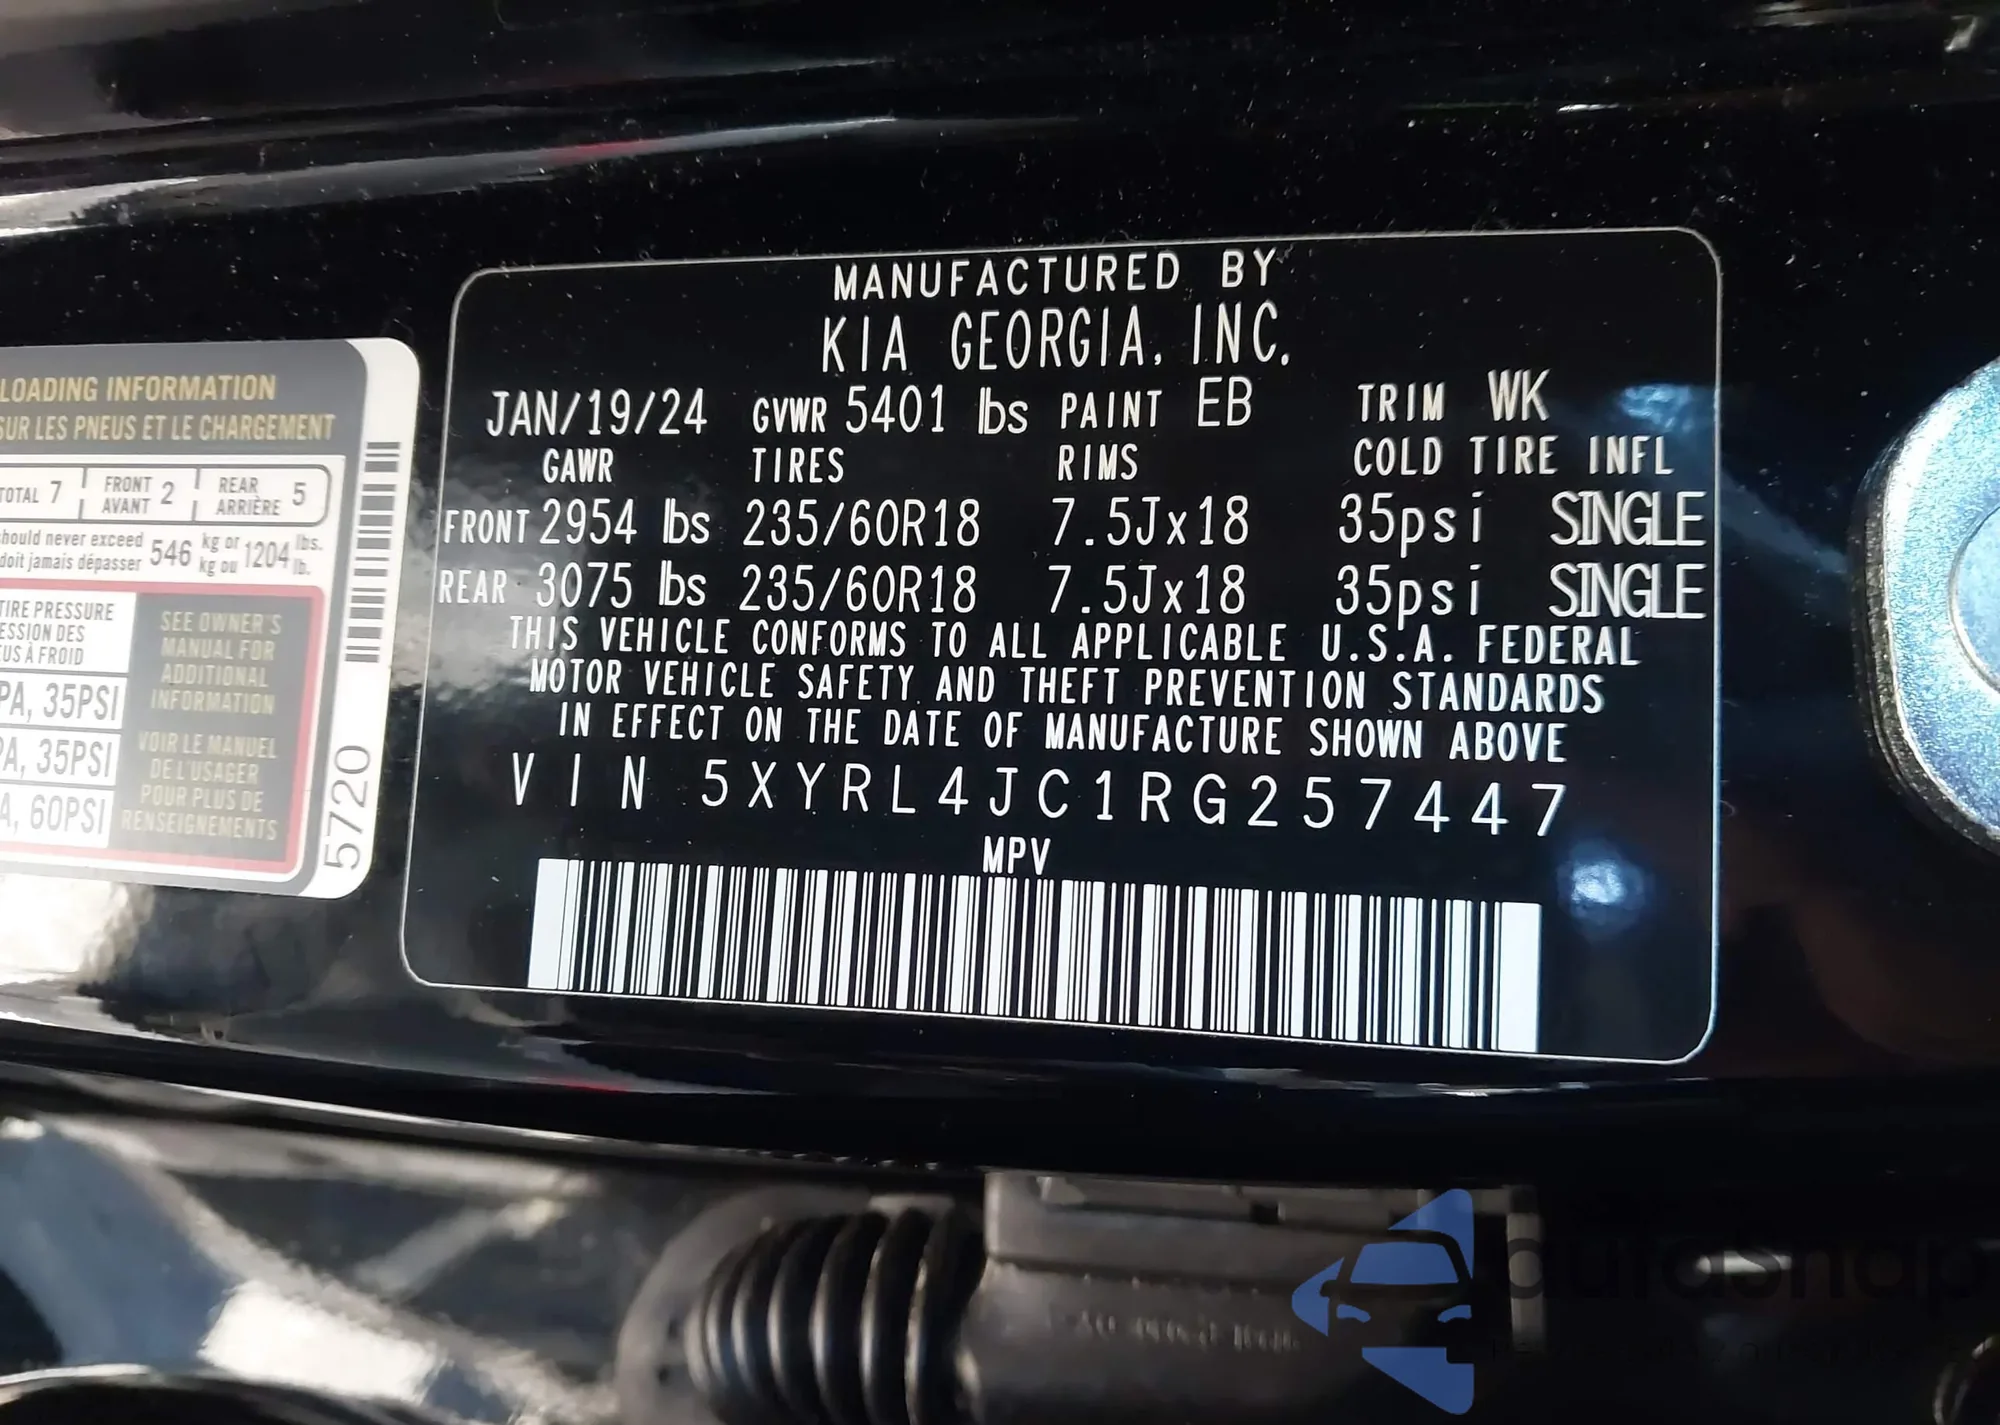 LOADING INFORMATION
SUR LES PNEUS ET LE CHARGEMENT
TOTAL 7 FRONT AVANT 2 REAR ARRIÈRE 5
should never exceed 546 kg or 1204 lbs.
doit jamais dépasser kg ou lb.
TIRE PRESSURE
DES
À FROID
35PSI
35PSI
60PSI
SEE OWNER'S
MANUAL FOR
ADDITIONAL
INFORMATION
VOIR LE MANUEL
DE L'USAGER
POUR PLUS DE
RENSEIGNEMENTS
5720
MANUFACTURED BY
KIA GEORGIA, INC.
JAN/19/24 GVWR 5401 lbs PAINT EB TRIM WK
GAWR TIRES RIMS COLD TIRE INFL
FRONT 2954 lbs 235/60R18 7.5Jx18 35psi SINGLE
REAR 3075 lbs 235/60R18 7.5Jx18 35psi SINGLE
THIS VEHICLE CONFORMS TO ALL APPLICABLE U.S.A. FEDERAL
MOTOR VEHICLE SAFETY AND THEFT PREVENTION STANDARDS
IN EFFECT ON THE DATE OF MANUFACTURE SHOWN ABOVE
VIN 5XYRL4JC1RG257447
MPV
autosnap